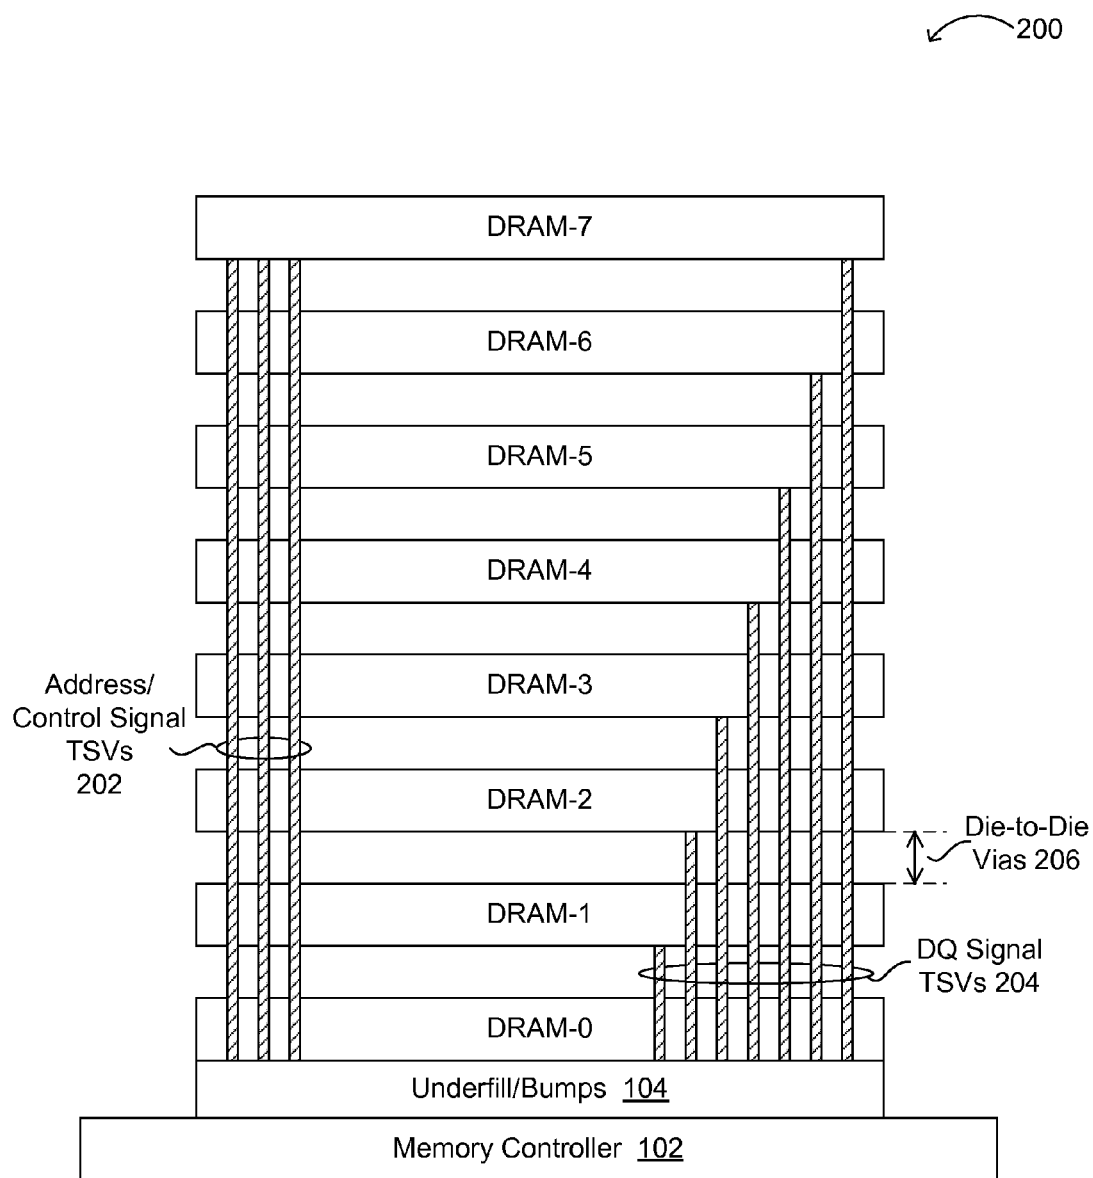 200
DRAM-7
DRAM-6
DRAM-5
DRAM-4
DRAM-3
Address/
Control Signal
TSVs
202
DRAM-2
Die-to-Die
Vias 206
DRAM-1
DQ Signal
TSVs 204
DRAM-0
Underfill/Bumps 104
Memory Controller 102